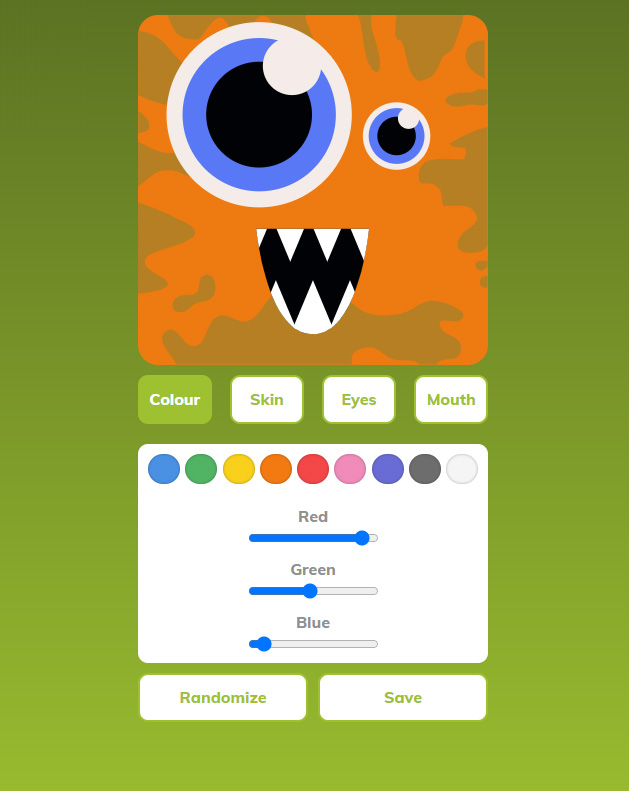 Colour
Skin
Eyes
Mouth
Red
Green
Blue
Randomize
Save